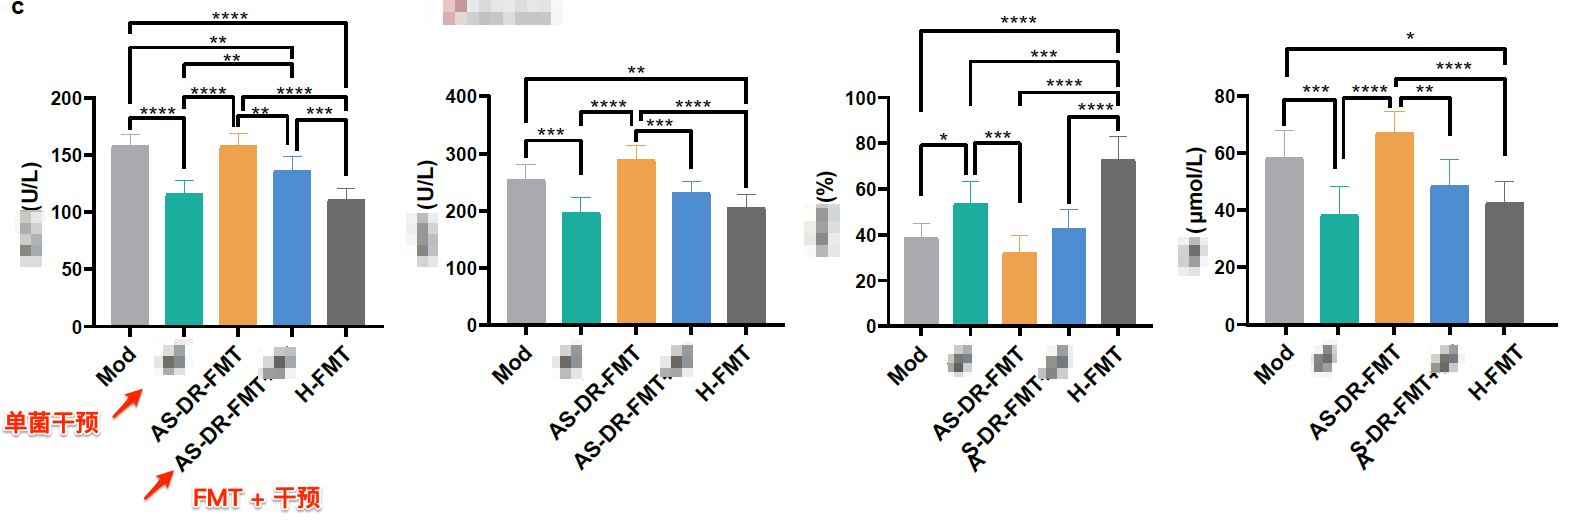 c
****
**
**
****
****
****
**
***
200
150
100
50
0
(U/L)
Mod
AS-DR-FMT
AS-DR-FMT
H-FMT
单菌干预
FMT + 干预
**
****
****
***
***
400
300
200
100
0
(U/L)
Mod
AS-DR-FMT
AS-DR-FMT
H-FMT
****
***
****
****
*
***
100
80
60
40
20
0
(%)
Mod
AS-DR-FMT
AS-DR-FMT
H-FMT
*
****
***
****
**
80
60
40
20
0
(μmol/L)
Mod
AS-DR-FMT
AS-DR-FMT+
H-FMT